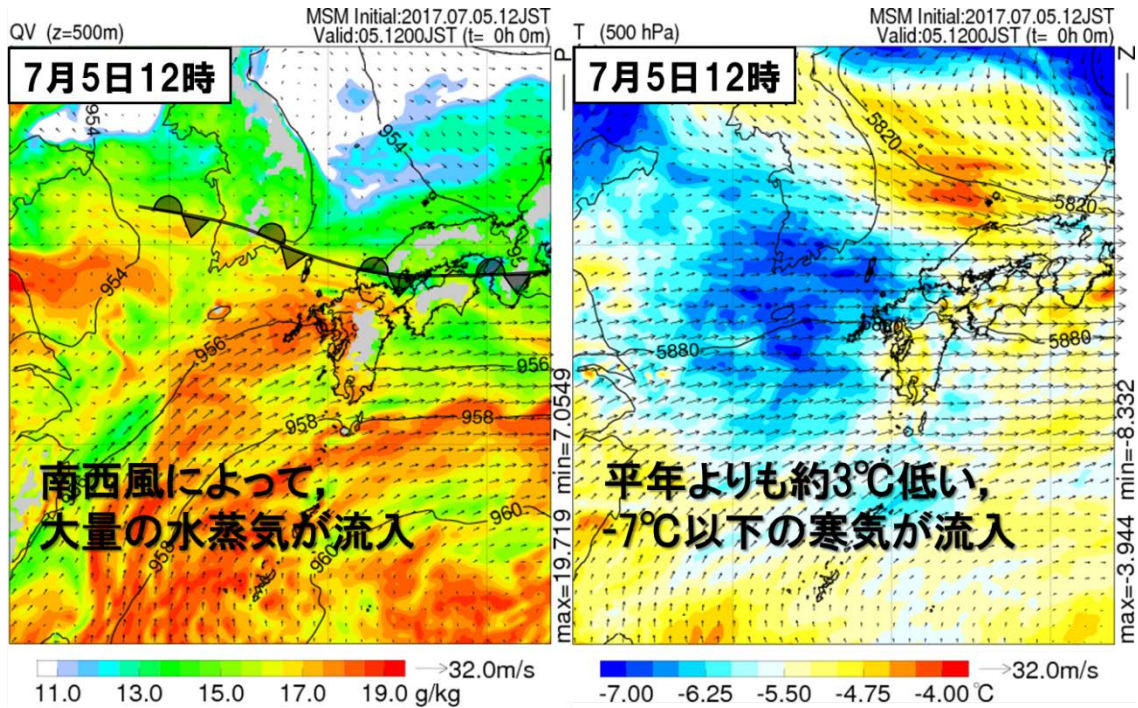 MSM Initial:2017.07.05.12JST
QV (z=500m)
Valid:05.1200JST (t= 0h 0m)
7月5日12時
P
954
954
954
956
956
958
958
958
960
960
南西風によって,
大量の水蒸気が流入
max=19.719 min=7.0549
11.0 13.0 15.0 17.0 19.0 g/kg
32.0m/s
MSM Initial:2017.07.05.12JST
T (500 hPa)
Valid:05.1200JST (t= 0h 0m)
7月5日12時
Z
5820
5820
5880
5880
5880
平年よりも約3℃低い,
-7℃以下の寒気が流入
max=-3.944 min=-8.332
-7.00 -6.25 -5.50 -4.75 -4.00 ℃
32.0m/s